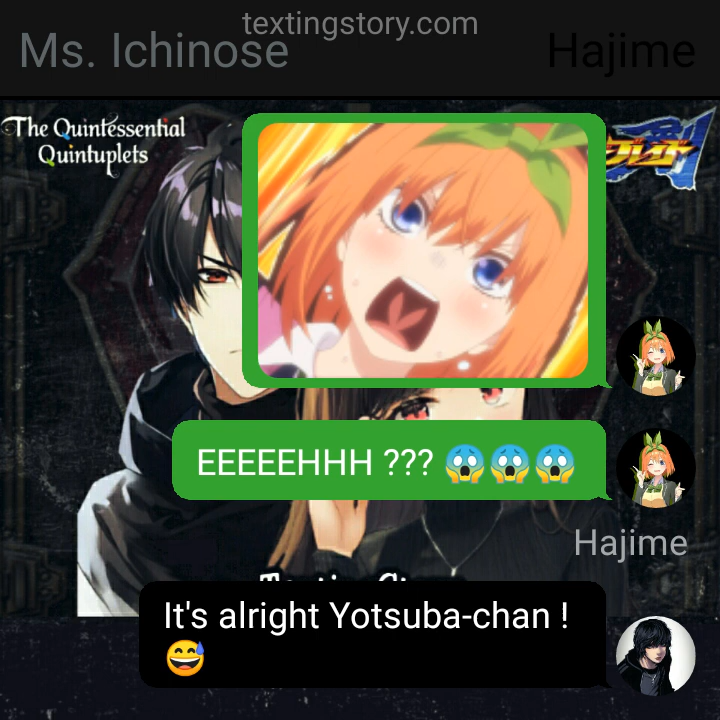 textingstory.com
Ms. Ichinose
Hajime
The Quintessential
Quintuplets
EEEEEHHH ??? 😱😱😱
Hajime
It's alright Yotsuba-chan !
😅